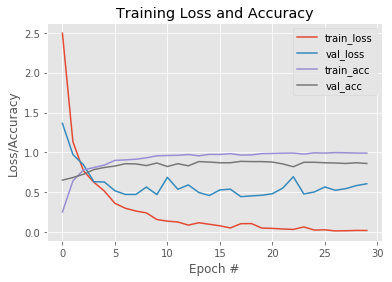 Training Loss and Accuracy
2.5
2.0
1.5
1.0
0.5
0.0
Loss/Accuracy
train_loss
val_loss
train_acc
val_acc
0 5 10 15 20 25 30
Epoch #